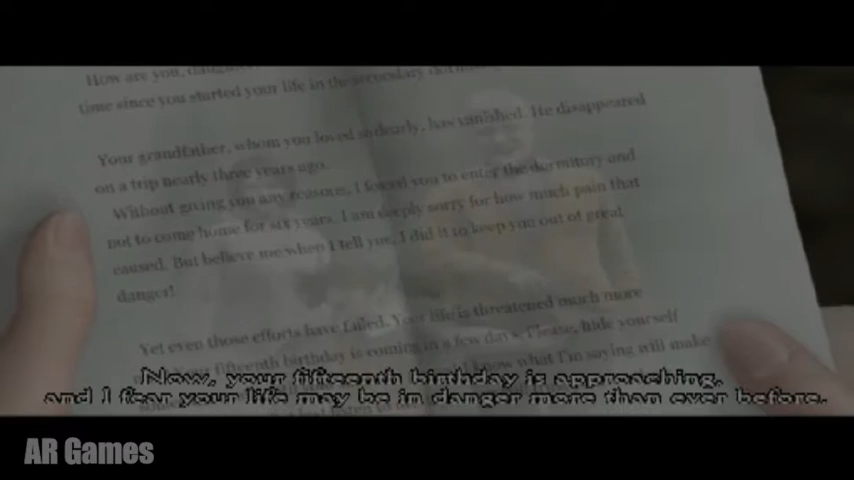 How are you,
time since you started your life in the secondary
Your grandfather, whom you loved so dearly, has vanished. He disappeared
on a trip nearly three years ago.
Without giving you any reasons, I forced you to enter the dormitory and
not to come home for six years. I am deeply sorry for how much pain that
caused. But believe me when I tell you, I did it to keep you out of great
danger!
Yet even those efforts have failed. Your life is threatened much more
Your fifteenth birthday is coming in a few days. Please, hide yourself
know what I'm saying will make
Now, your fifteenth birthday is approaching,
and I fear your life may be in danger more than ever before.
AR Games